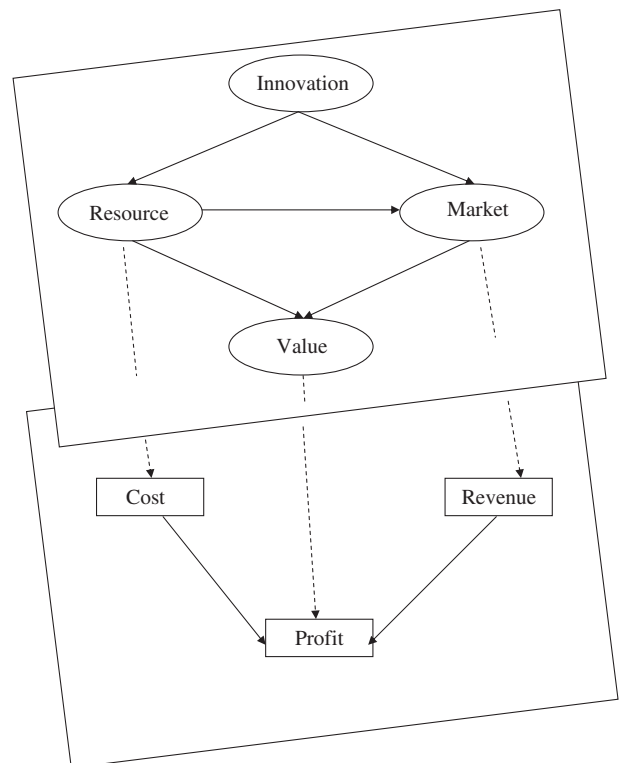 Innovation
Resource
Market
Value
Cost
Revenue
Profit